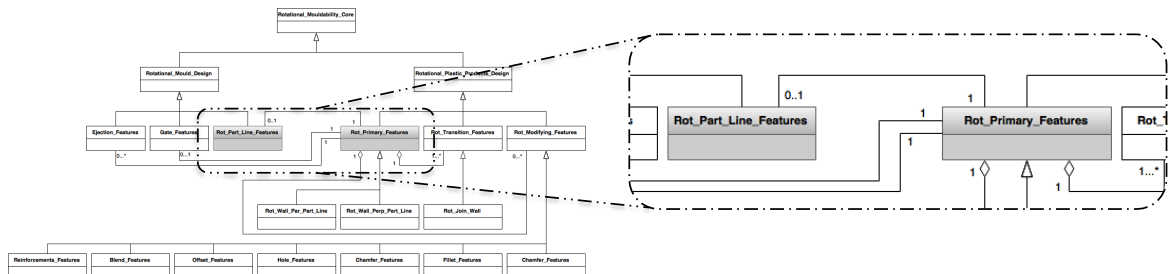 Rotational_Mouldability_Core
Rotational_Mould_Design
Rotational_Plastic_Products_Design
0..1
1
Ejection_Features
Gate_Features
Rot_Part_Line_Features
Rot_Primary_Features
Rot_Transition_Features
Rot_Modifying_Features
1
1
0...*
0..1
1
1
1...*
0...*
Rot_Wall_Par_Part_Line
Rot_Wall_Perp_Part_Line
Rot_Join_Wall
Reinforcements_Features
Blend_Features
Offset_Features
Hole_Features
Chamfer_Features
Fillet_Features
Chamfer_Features
0..1
1
s
Rot_Part_Line_Features
1
Rot_Primary_Features
Rot_T
1
1
1
1...*